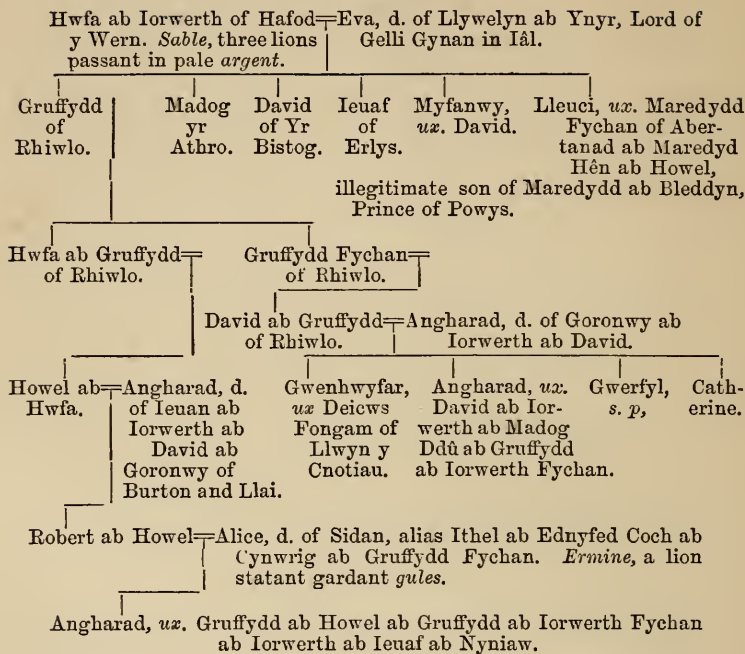 Hwfa ab Iorwerth of Hafod Eva, d. of Llywelyn ab Ynyr, Lord of
y Wern. Sable, three lions Gelli Gynan in Iâl.
passant in pale argent.
Gruffydd Madog David Ieuaf Myfanwy, Lleuci, ux. Maredydd
of yr of Yr of ux. David. Fychan of Aber-
Rhiwlo. Athro. Bistog. Erlys. tanad ab Maredyd
Hên ab Howel,
illegitimate son of Maredydd ab Bleddyn,
Prince of Powys.
Hwfa ab Gruffydd Gruffydd Fychan
of Rhiwlo. of Rhiwlo.
David ab Gruffydd Angharad, d. of Goronwy ab
of Rhiwlo. Iorwerth ab David.
Howel ab Angharad, d. Gwenhwyfar, Angharad, ux. Gwerfyl, Cath-
Hwfa. of Ieuan ab ux Deicws David ab Ior- s. p, erine.
Iorwerth ab Fongam of werth ab Madog
David ab Llwyn y Ddû ab Gruffydd
Goronwy of Cnotiau. ab Iorwerth Fychan.
Burton and Llai.
Robert ab Howel Alice, d. of Sidan, alias Ithel ab Ednyfed Coch ab
Cynwrig ab Gruffydd Fychan. Ermine, a lion
statant gardant gules.
Angharad, ux. Gruffydd ab Howel ab Gruffydd ab Iorwerth Fychan
ab Iorwerth ab Ieuaf ab Nyniaw.